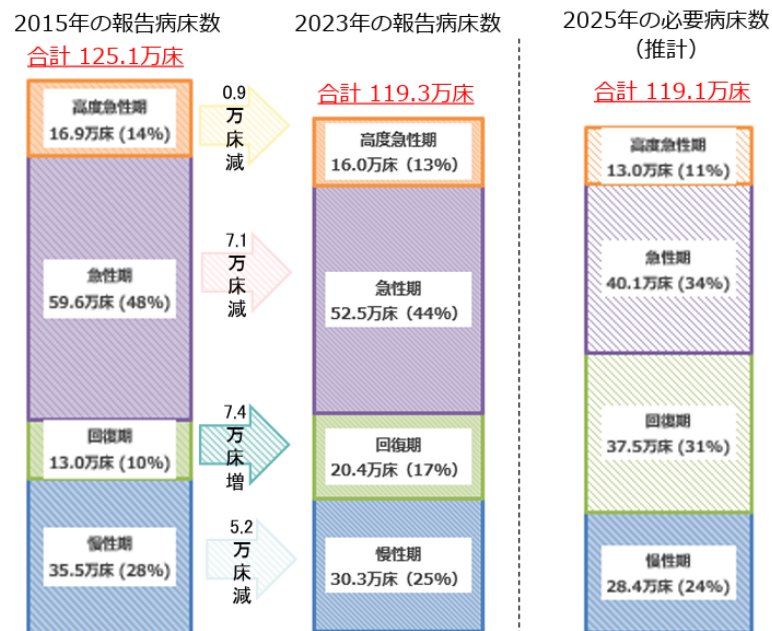 2015年の報告病床数
合計 125.1万床
高度急性期
16.9万床 (14%)
急性期
59.6万床 (48%)
回復期
13.0万床 (10%)
慢性期
35.5万床 (28%)
0.9
万
床
減
7.1
万
床
減
7.4
万
床
増
5.2
万
床
減
2023年の報告病床数
合計 119.3万床
高度急性期
16.0万床（13%）
急性期
52.5万床（44%）
回復期
20.4万床（17%）
慢性期
30.3万床（25%）
2025年の必要病床数
（推計）
合計 119.1万床
高度急性期
13.0万床 (11%)
急性期
40.1万床 (34%)
回復期
37.5万床 (31%)
慢性期
28.4万床 (24%)